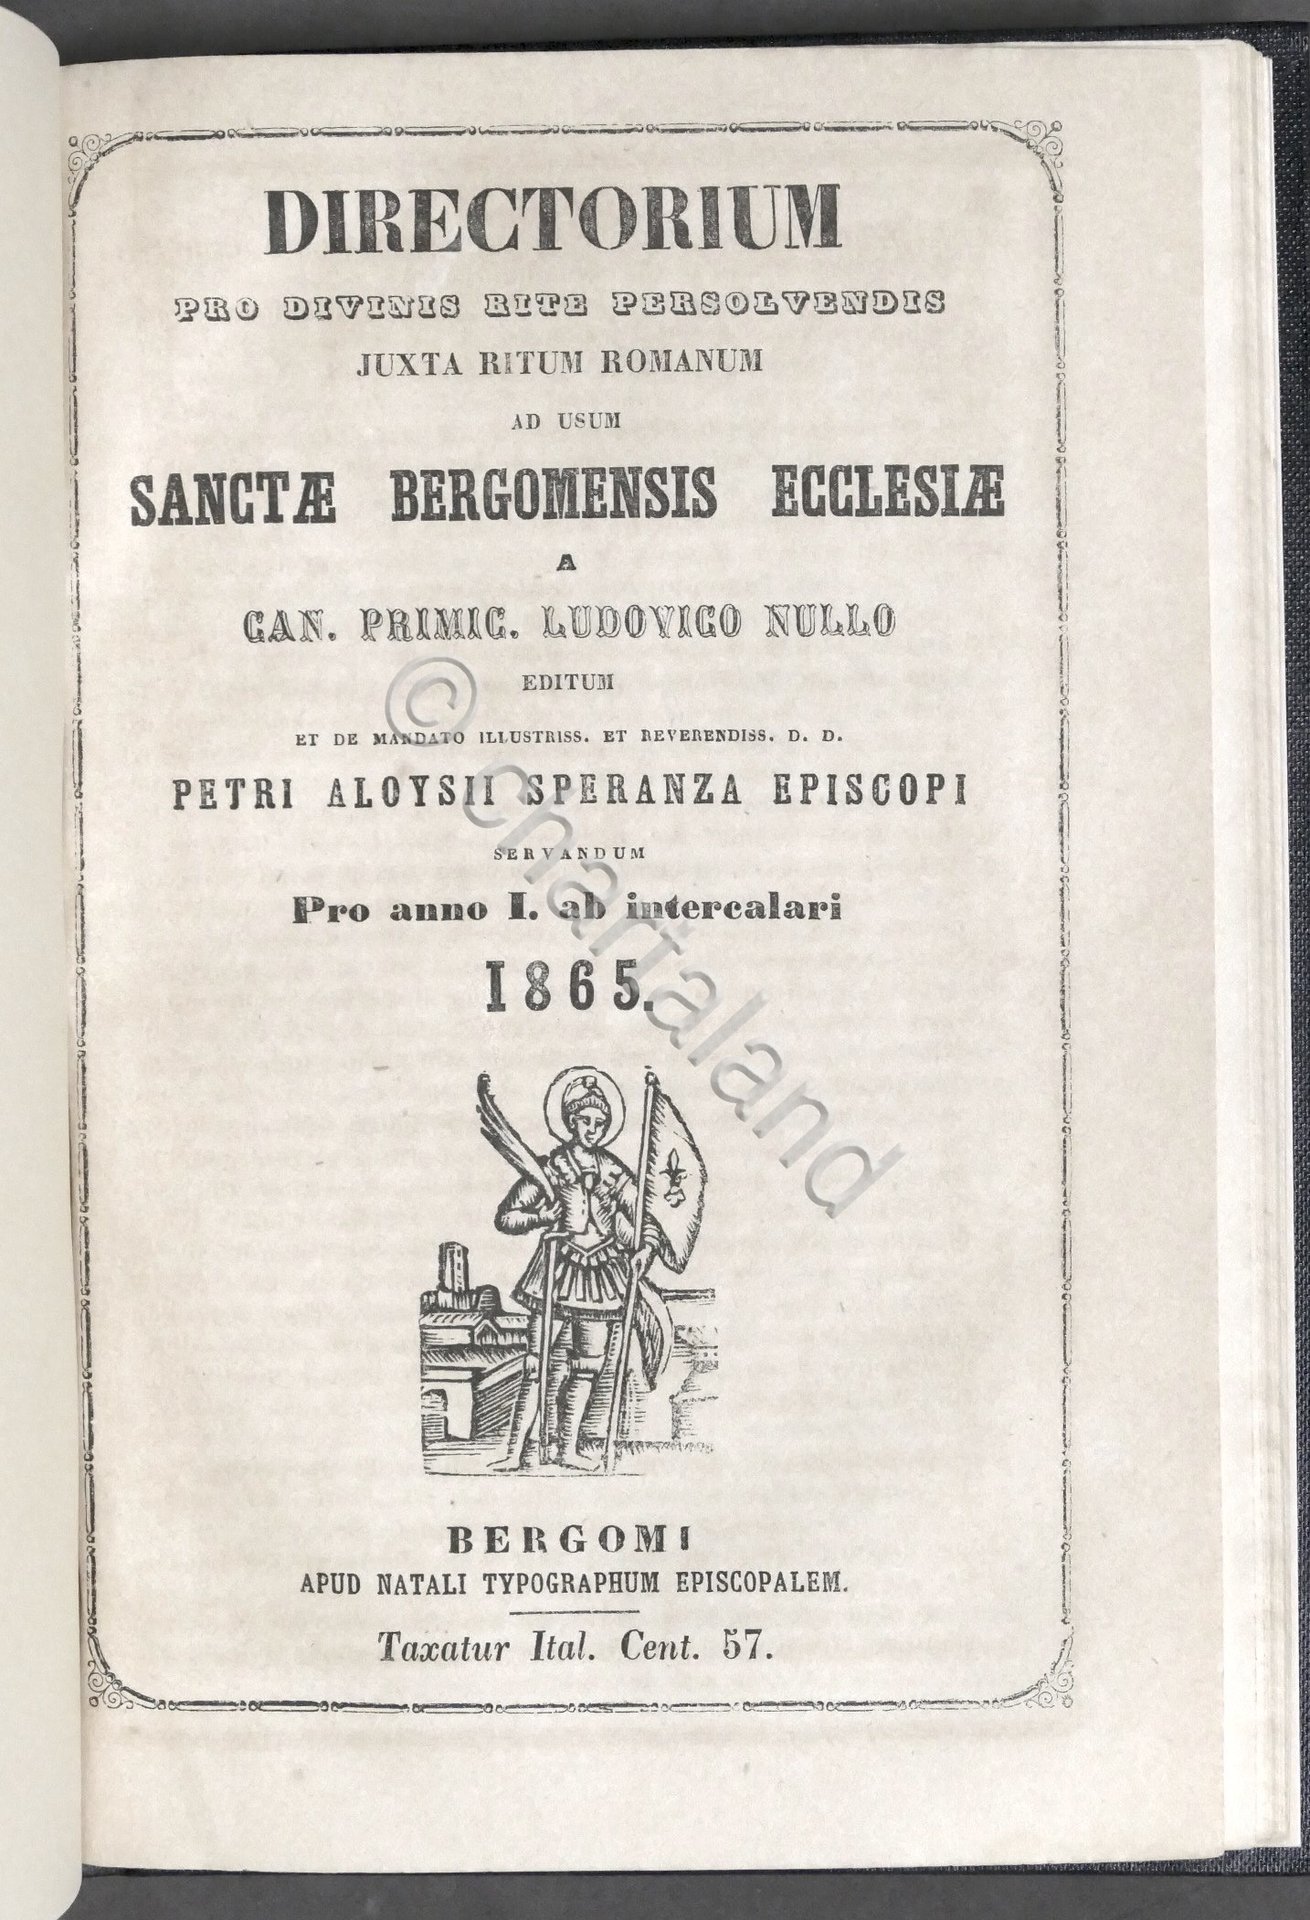 DIRECTORIUM
PRO DIVINIS RITE PERSOLVENDIS
JUXTA RITUM ROMANUM
AD USUM
SANCTÆ BERGOMENSIS ECCLESIÆ
A
CAN. PRIMIC. LUDOVICO NULLO
EDITUM
ET DE MANDATO ILLUSTRISS. ET REVERENDISS. D. D.
PETRI ALOYSII SPERANZA EPISCOPI
SERVANDUM
Pro anno I. ab intercalari
1865.
BERGOMI
APUD NATALI TYPOGRAPHUM EPISCOPALEM.
Taxatur Ital. Cent. 57.
© chartaland